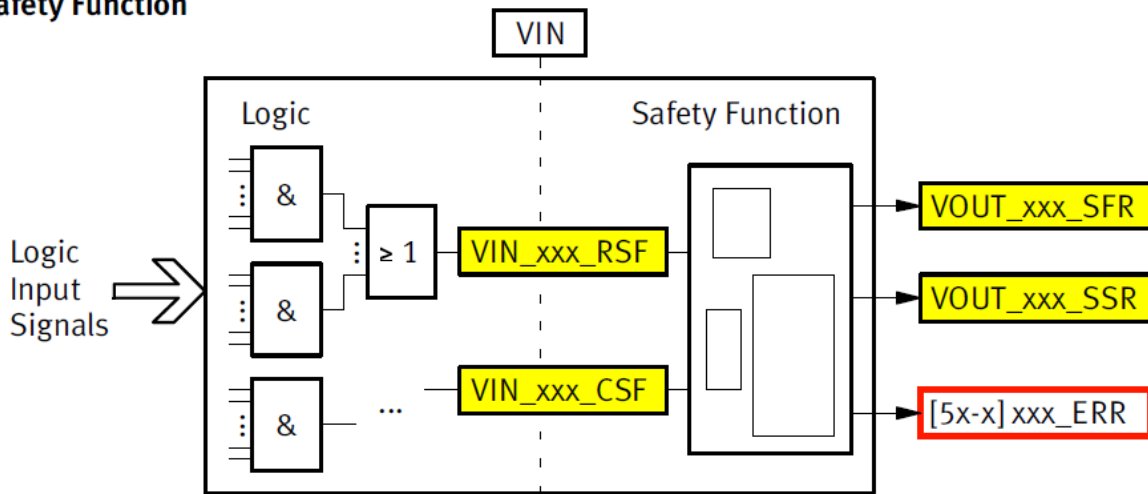 afety Function
VIN
Logic
Safety Function
&
≥ 1
&
&
...
Logic
Input
Signals
VIN_xxx_RSF
VIN_xxx_CSF
VOUT_xxx_SFR
VOUT_xxx_SSR
[5x-x] xxx_ERR